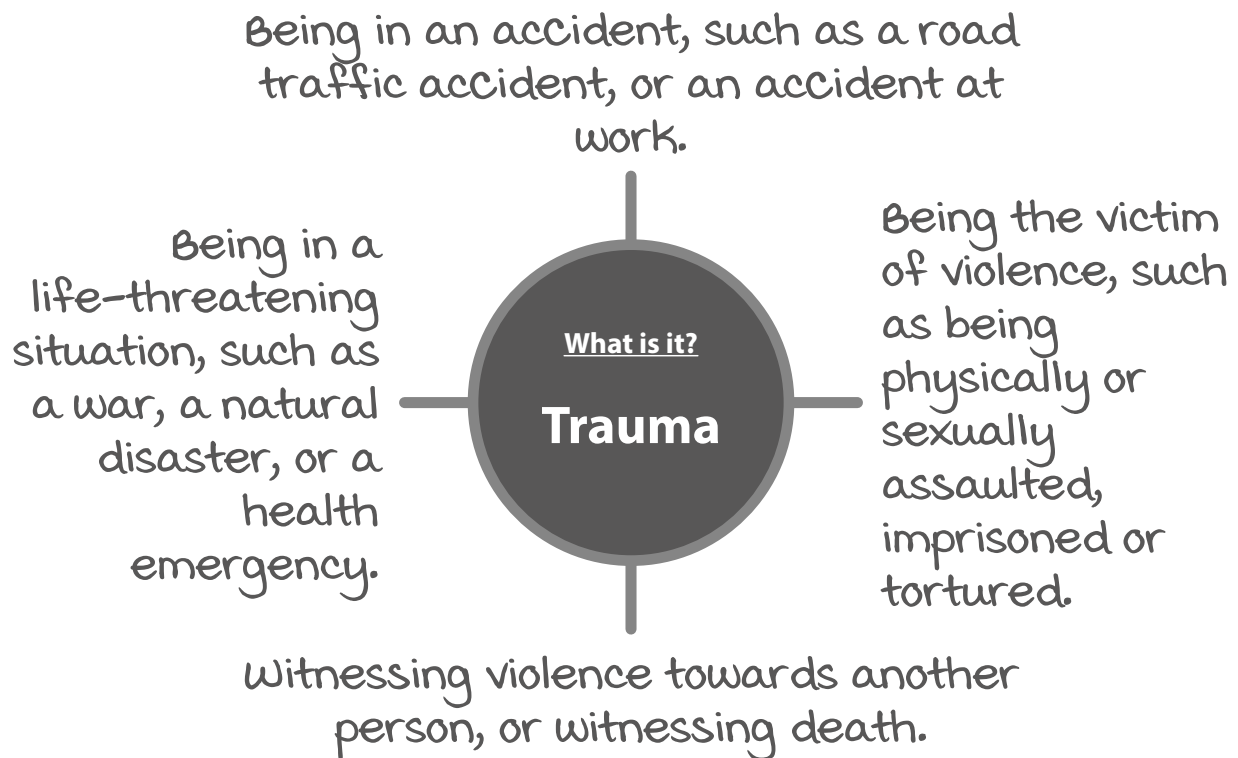 Being in an accident, such as a road
traffic accident, or an accident at
work.
Being in a
life-threatening
situation, such as
a war, a natural
disaster, or a
health
emergency.
What is it?
Trauma
Being the victim
of violence, such
as being
physically or
sexually
assaulted,
imprisoned or
tortured.
Witnessing violence towards another
person, or witnessing death.